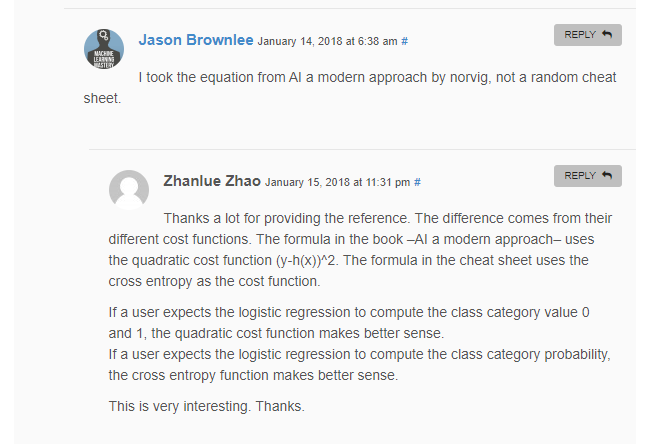 Jason Brownlee January 14, 2018 at 6:38 am #
REPLY
MACHINE
LEARNING
MASTERY
I took the equation from AI a modern approach by norvig, not a random cheat
sheet.
Zhanlue Zhao January 15, 2018 at 11:31 pm #
REPLY
Thanks a lot for providing the reference. The difference comes from their
different cost functions. The formula in the book –AI a modern approach– uses
the quadratic cost function (y-h(x))^2. The formula in the cheat sheet uses the
cross entropy as the cost function.
If a user expects the logistic regression to compute the class category value 0
and 1, the quadratic cost function makes better sense.
If a user expects the logistic regression to compute the class category probability,
the cross entropy function makes better sense.
This is very interesting. Thanks.